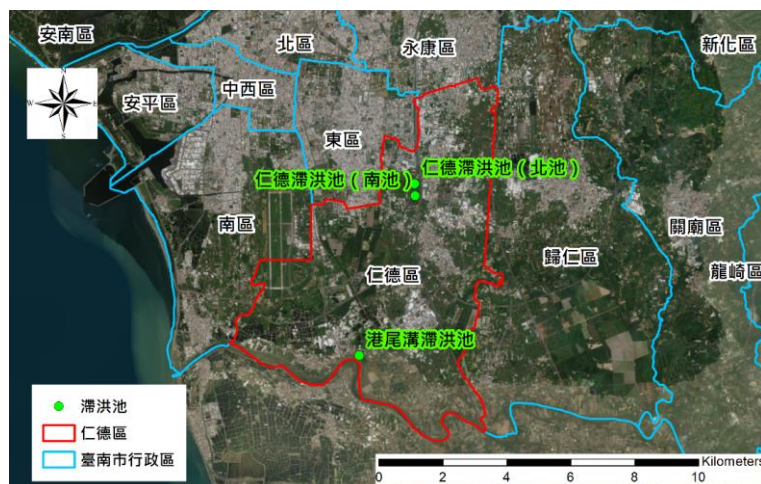 安南區
北區
永康區
新化區
N
W
E
S
安平區
中西區
東區
仁德滯洪池（南池）
仁德滯洪池（北池）
南區
關廟區
仁德區
歸仁區
龍崎區
港尾溝滯洪池
滯洪池
仁德區
臺南市行政區
Kilometers
0 2 4 6 8 10